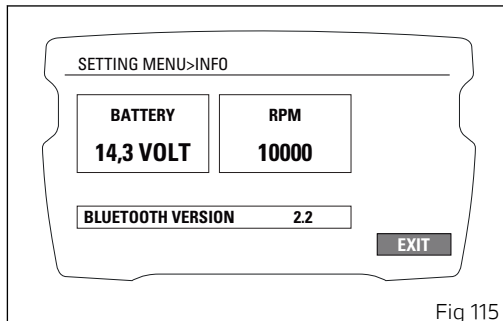 SETTING MENU>INFO
BATTERY RPM
14,3 VOLT 10000
BLUETOOTH VERSION 2.2
EXIT
Fig 115